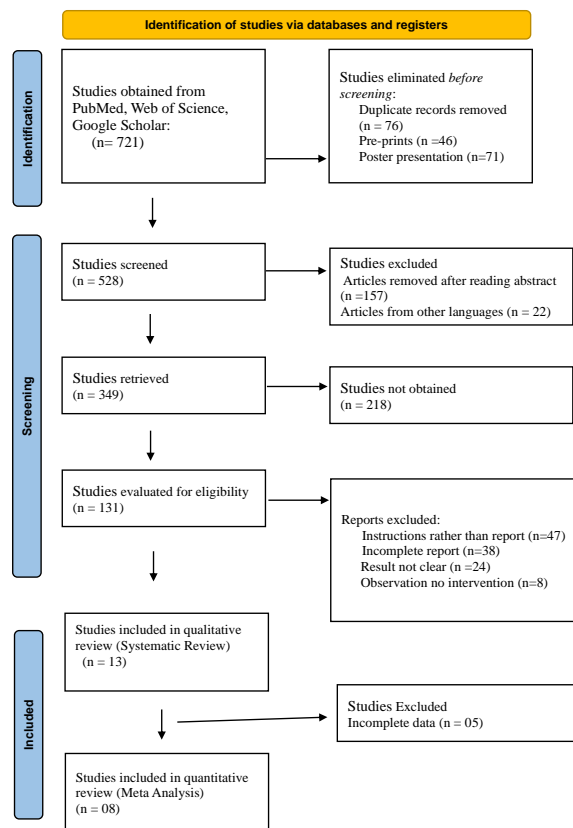 Identification of studies via databases and registers
Identification
Studies obtained from
PubMed, Web of Science,
Google Scholar:
(n= 721)
Studies eliminated before
screening:
Duplicate records removed
(n = 76)
Pre-prints (n =46)
Poster presentation (n=71)
Screening
Studies screened
(n = 528)
Studies excluded
Articles removed after reading abstract
(n =157)
Articles from other languages (n = 22)
Studies retrieved
(n = 349)
Studies not obtained
(n = 218)
Studies evaluated for eligibility
(n = 131)
Reports excluded:
Instructions rather than report (n=47)
Incomplete report (n=38)
Result not clear (n =24)
Observation no intervention (n=8)
Included
Studies included in qualitative
review (Systematic Review)
(n = 13)
Studies Excluded
Incomplete data (n = 05)
Studies included in quantitative
review (Meta Analysis)
(n = 08)